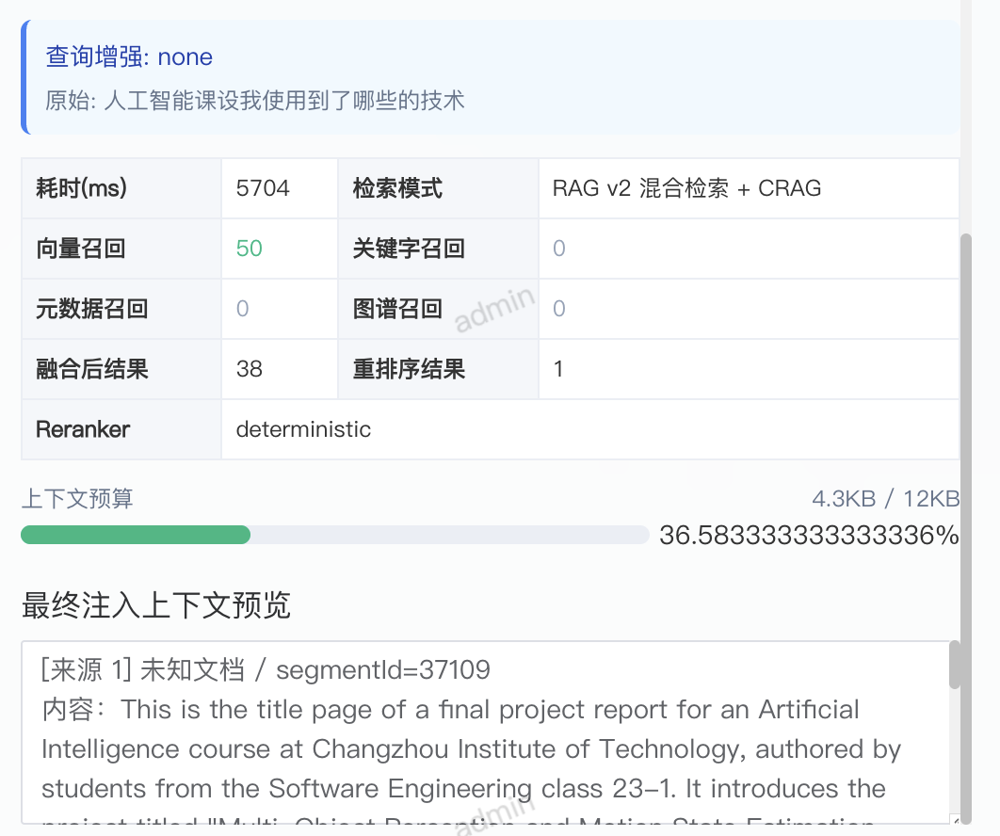 查询增强: none
原始: 人工智能课设我使用到了哪些的技术
耗时(ms) 5704 检索模式 RAG v2 混合检索 + CRAG
向量召回 50 关键字召回 0
元数据召回 0 图谱召回 0
admin
融合后结果 38 重排序结果 1
Reranker deterministic
上下文预算 4.3KB / 12KB
36.583333333333336%
最终注入上下文预览
[来源 1] 未知文档 / segmentId=37109
内容：This is the title page of a final project report for an Artificial
Intelligence course at Changzhou Institute of Technology, authored by
students from the Software Engineering class 23-1. It introduces the
project titled "Multi-Object Perception and Motion State Estimation
admin